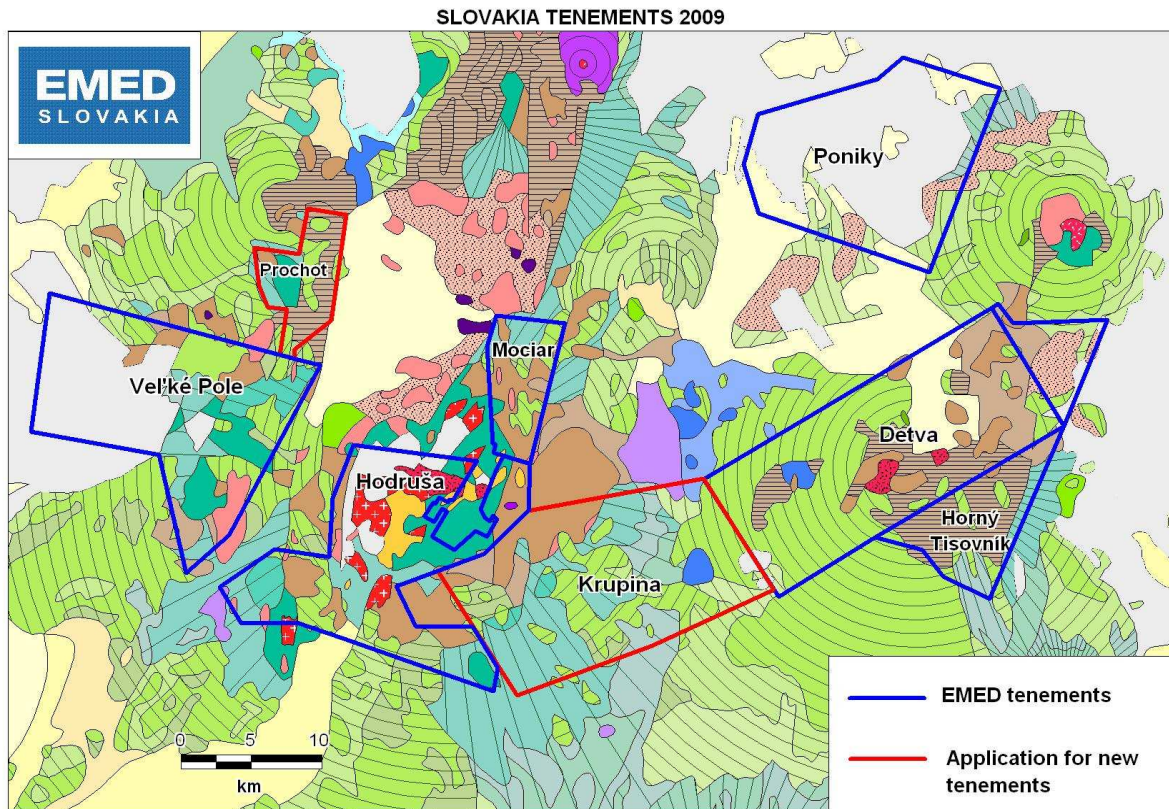 SLOVAKIA TENEMENTS 2009
EMED
SLOVAKIA
Poniky
Prochot
Mociar
Veľké Pole
Detva
Hodruša
Horný
Tisovník
Krupina
0 5 10
km
EMED tenements
Application for new
tenements